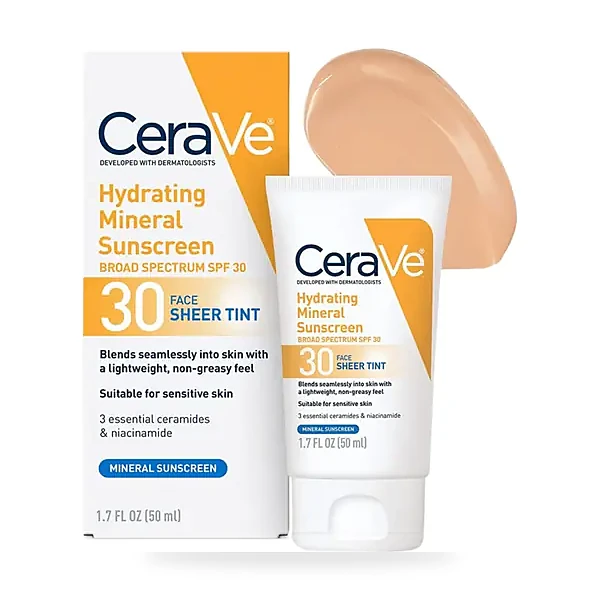 CeraVe®
DEVELOPED WITH DERMATOLOGISTS
Hydrating
Mineral
Sunscreen
BROAD SPECTRUM SPF 30
30 FACE
SHEER TINT
Blends seamlessly into skin with
a lightweight, non-greasy feel
Suitable for sensitive skin
3 essential ceramides
& niacinamide
MINERAL SUNSCREEN
1.7 FL OZ (50 ml)
CeraVe®
DEVELOPED WITH DERMATOLOGISTS
Hydrating
Mineral
Sunscreen
BROAD SPECTRUM SPF 30
30 FACE
SHEER TINT
Blends seamlessly into skin with
a lightweight, non-greasy feel
Suitable for sensitive skin
3 essential ceramides & niacinamide
MINERAL SUNSCREEN
1.7 FL OZ (50 ml)